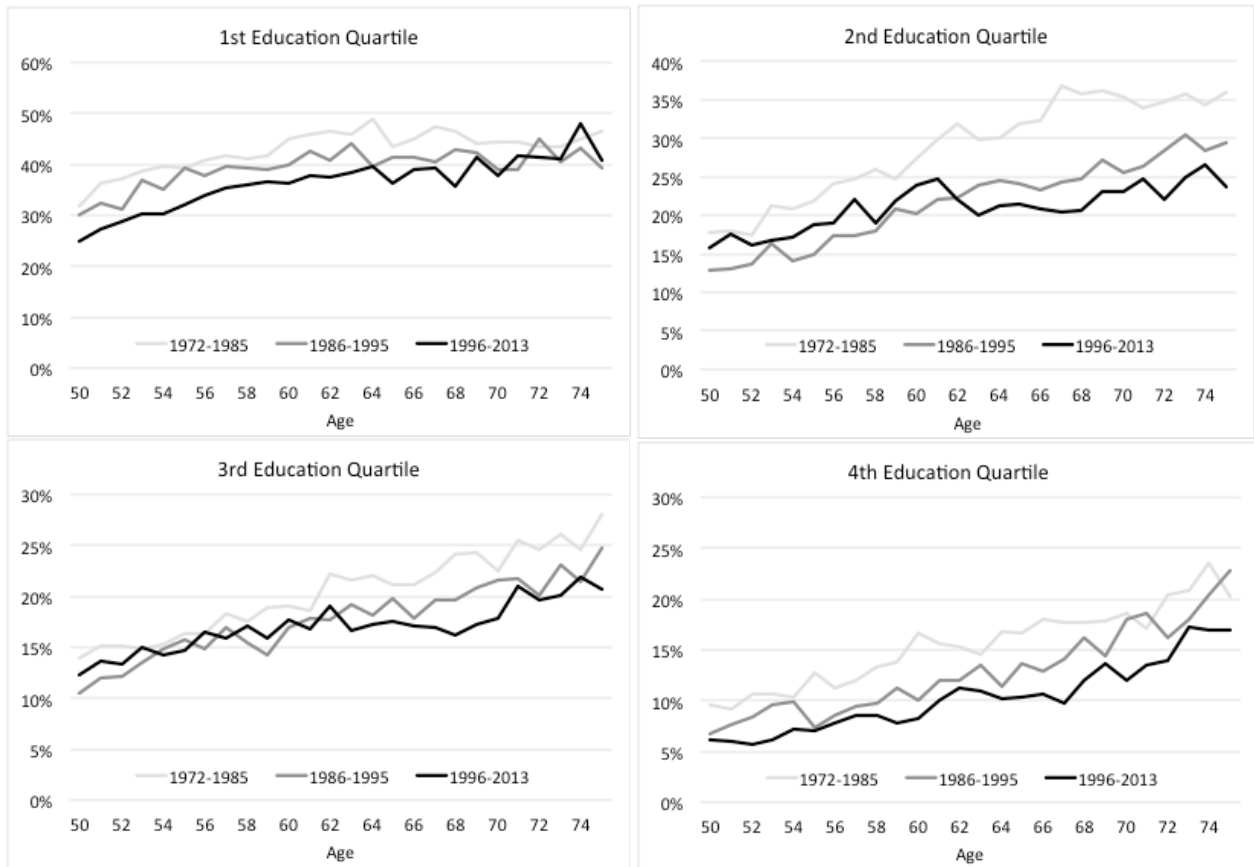 1st Education Quartile
60%
50%
40%
30%
20%
10%
0%
1972-1985 1986-1995 1996-2013
50 52 54 56 58 60 62 64 66 68 70 72 74
Age
2nd Education Quartile
40%
35%
30%
25%
20%
15%
10%
5%
0%
1972-1985 1986-1995 1996-2013
50 52 54 56 58 60 62 64 66 68 70 72 74
Age
3rd Education Quartile
30%
25%
20%
15%
10%
5%
0%
1972-1985 1986-1995 1996-2013
50 52 54 56 58 60 62 64 66 68 70 72 74
Age
4th Education Quartile
30%
25%
20%
15%
10%
5%
0%
1972-1985 1986-1995 1996-2013
50 52 54 56 58 60 62 64 66 68 70 72 74
Age